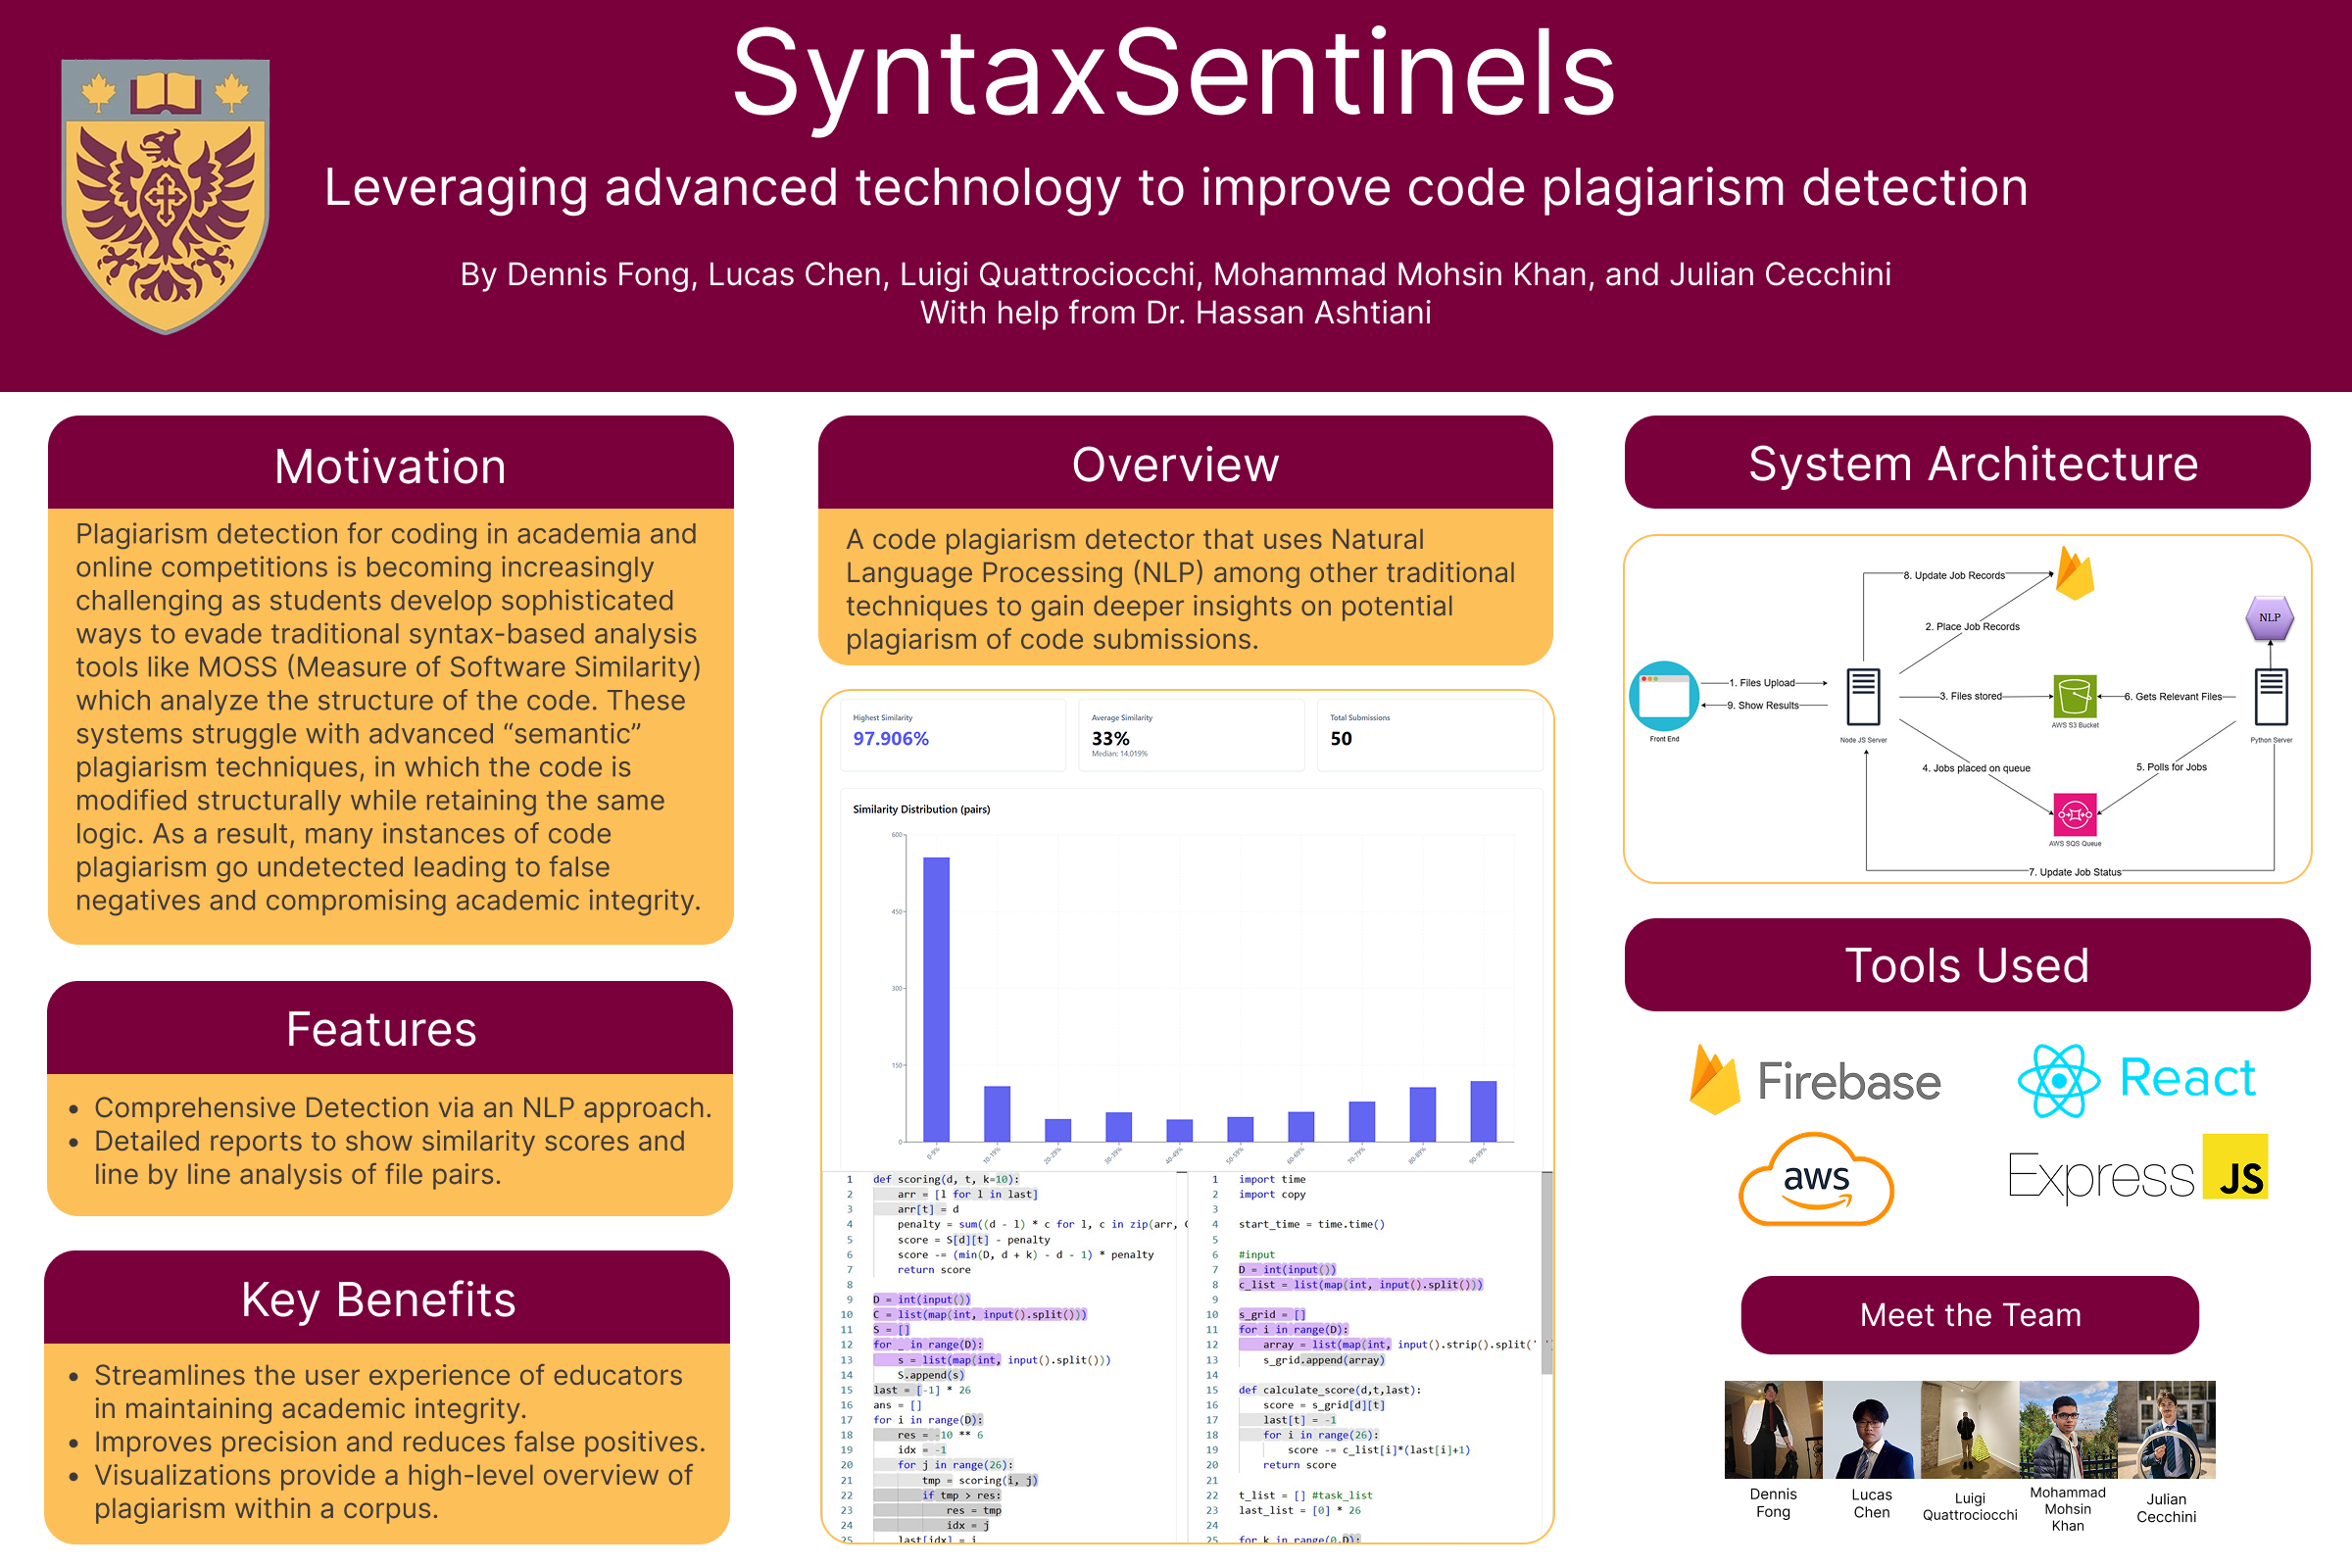 SyntaxSentinels
Leveraging advanced technology to improve code plagiarism detection
By Dennis Fong, Lucas Chen, Luigi Quattrociocchi, Mohammad Mohsin Khan, and Julian Cecchini
With help from Dr. Hassan Ashtiani
Motivation
Plagiarism detection for coding in academia and
online competitions is becoming increasingly
challenging as students develop sophisticated
ways to evade traditional syntax-based analysis
tools like MOSS (Measure of Software Similarity)
which analyze the structure of the code. These
systems struggle with advanced “semantic”
plagiarism techniques, in which the code is
modified structurally while retaining the same
logic. As a result, many instances of code
plagiarism go undetected leading to false
negatives and compromising academic integrity.
Features
• Comprehensive Detection via an NLP approach.
• Detailed reports to show similarity scores and
line by line analysis of file pairs.
Key Benefits
• Streamlines the user experience of educators
in maintaining academic integrity.
• Improves precision and reduces false positives.
• Visualizations provide a high-level overview of
plagiarism within a corpus.
Overview
A code plagiarism detector that uses Natural
Language Processing (NLP) among other traditional
techniques to gain deeper insights on potential
plagiarism of code submissions.
Highest Similarity
97.906%
Average Similarity
33%
Median: 14.019%
Total Submissions
50
Similarity Distribution (pairs)
600
450
300
150
0
0-9%
10-19%
20-29%
30-39%
40-49%
50-59%
60-69%
70-79%
80-89%
90-99%
1 def scoring(d, t, k=10):
2 arr = [l for l in last]
3 arr[t] = d
4 penalty = sum((d - l) * c for l, c in zip(arr,
5 score = S[d][t] - penalty
6 score -= (min(D, d + k) - d - 1) * penalty
7 return score
8
9 D = int(input())
10 C = list(map(int, input().split()))
11 S = []
12 for _ in range(D):
13 s = list(map(int, input().split()))
14 S.append(s)
15 last = [-1] * 26
16 ans = []
17 for i in range(D):
18 res = -10 ** 6
19 idx = -1
20 for j in range(26):
21 tmp = scoring(i, j)
22 if tmp > res:
23 res = tmp
24 idx = j
25 last[idx] = i
1 import time
2 import copy
3
4 start_time = time.time()
5
6 #input
7 D = int(input())
8 c_list = list(map(int, input().split()))
9
10 s_grid = []
11 for i in range(D):
12 array = list(map(int, input().strip().split(' '
13 s_grid.append(array)
14
15 def calculate_score(d,t,last):
16 score = s_grid[d][t]
17 last[t] = -1
18 for i in range(26):
19 score -= c_list[i]*(last[i]+1)
20 return score
21
22 t_list = [] #task_list
23 last_list = [0] * 26
24
25 for k in range(0,D):
System Architecture
8. Update Job Records
2. Place Job Records
NLP
1. Files Upload
3. Files stored
6. Gets Relevant Files
9. Show Results
AWS S3 Bucket
Front End
Node JS Server
Python Server
4. Jobs placed on queue
5. Polls for Jobs
AWS SQS Queue
7. Update Job Status
Tools Used
Firebase
React
aws
Express JS
Meet the Team
Dennis
Fong
Lucas
Chen
Luigi
Quattrociocchi
Mohammad
Mohsin
Khan
Julian
Cecchini